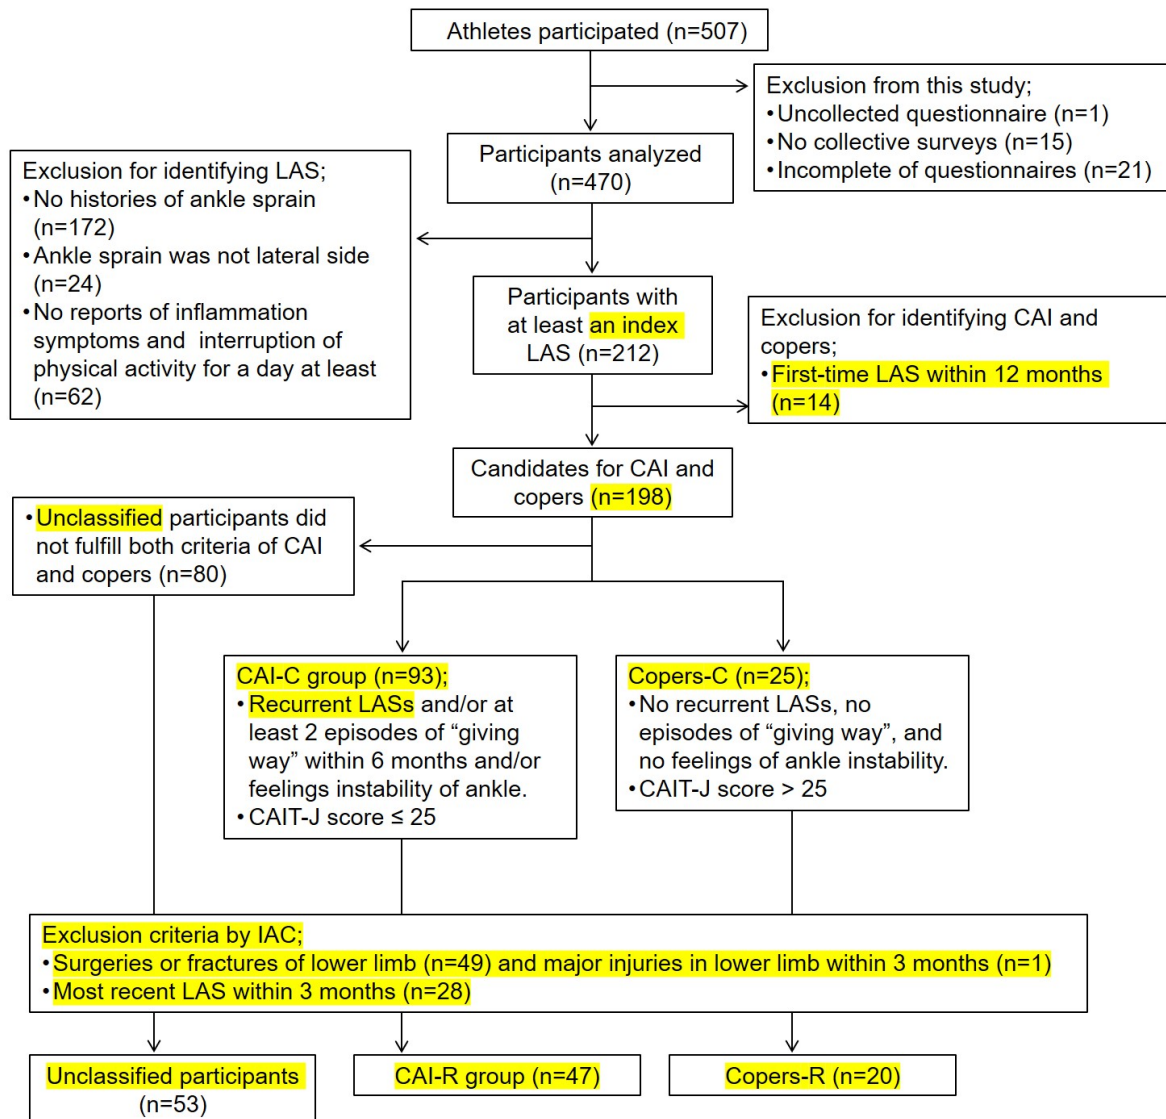 Athletes participated (n=507)
Exclusion from this study;
•Uncollected questionnaire (n=1)
•No collective surveys (n=15)
•Incomplete of questionnaires (n=21)
Participants analyzed
(n=470)
Exclusion for identifying LAS;
•No histories of ankle sprain
(n=172)
•Ankle sprain was not lateral side
(n=24)
•No reports of inflammation
symptoms and interruption of
physical activity for a day at least
(n=62)
Participants with
at least an index
LAS (n=212)
Exclusion for identifying CAI and
copers;
•First-time LAS within 12 months
(n=14)
Candidates for CAI and
copers (n=198)
•Unclassified participants did
not fulfill both criteria of CAI
and copers (n=80)
CAI-C group (n=93);
•Recurrent LASs and/or at
least 2 episodes of “giving
way” within 6 months and/or
feelings instability of ankle.
•CAIT-J score ≤ 25
Copers-C (n=25);
•No recurrent LASs, no
episodes of “giving way”, and
no feelings of ankle instability.
•CAIT-J score > 25
Exclusion criteria by IAC;
•Surgeries or fractures of lower limb (n=49) and major injuries in lower limb within 3 months (n=1)
•Most recent LAS within 3 months (n=28)
Unclassified participants
(n=53)
CAI-R group (n=47)
Copers-R (n=20)